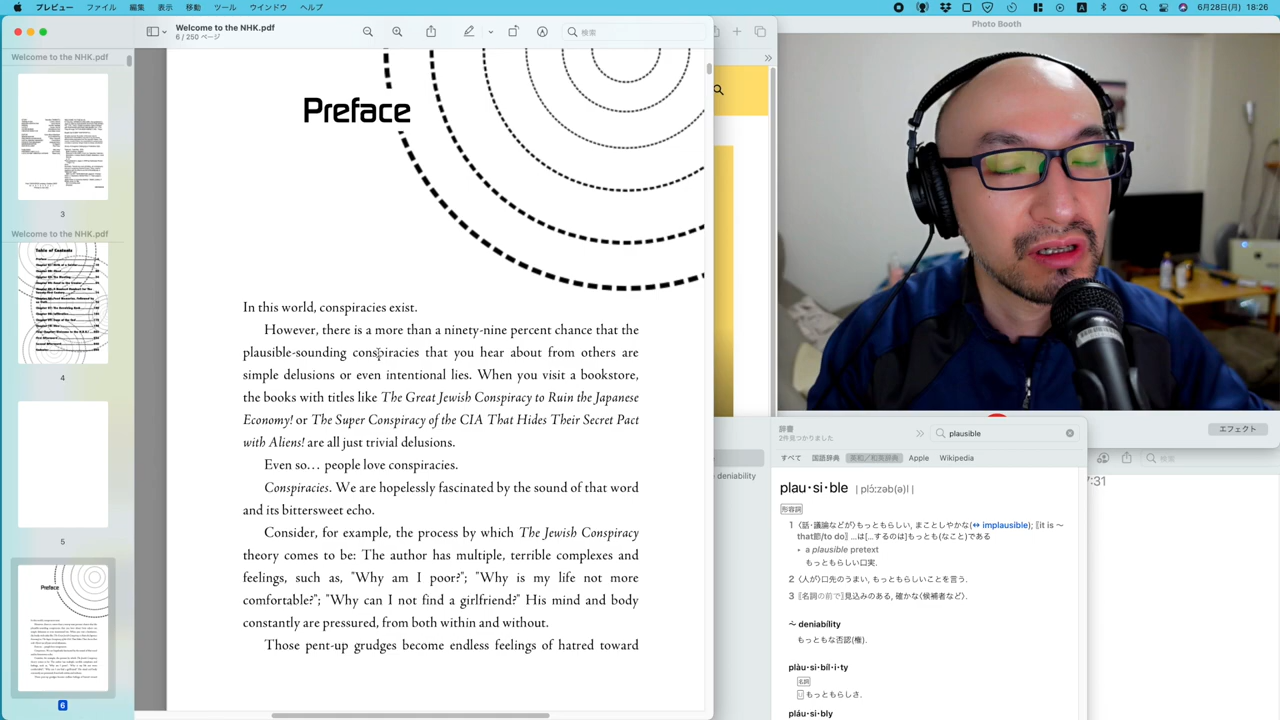 プレビュー ファイル 編集 表示 移動 ツール ウインドウ ヘルプ
6月28日(月) 18:26
Welcome to the NHK.pdf
6 / 250 ページ
検索
Photo Booth
Welcome to the NHK.pdf
3
Welcome to the NHK.pdf
Table of Contents
4
5
Preface
6
Preface
In this world, conspiracies exist.
However, there is a more than a ninety-nine percent chance that the
plausible-sounding conspiracies that you hear about from others are
simple delusions or even intentional lies. When you visit a bookstore,
the books with titles like The Great Jewish Conspiracy to Ruin the Japanese
Economy! or The Super Conspiracy of the CIA That Hides Their Secret Pact
with Aliens! are all just trivial delusions.
Even so… people love conspiracies.
Conspiracies. We are hopelessly fascinated by the sound of that word
and its bittersweet echo.
Consider, for example, the process by which The Jewish Conspiracy
theory comes to be: The author has multiple, terrible complexes and
feelings, such as, "Why am I poor?"; "Why is my life not more
comfortable?"; "Why can I not find a girlfriend?" His mind and body
constantly are pressured, from both within and without.
Those pent-up grudges become endless feelings of hatred toward
エフェクト
辞書
2件見つかりました
plausible
すべて 国語辞典 英和／和英辞典 Apple Wikipedia
deniability
検索
7:31
plau·si·ble | plɔ́ːzəb(ə)l |
形容詞
1 〈話・議論などが〉もっともらしい, まことしやかな(↔ implausible); 〖it is ～
that節/to do〗…は[…するのは]もっとも(なこと)である
▸ a plausible pretext
もっともらしい口実.
2 〈人が〉口先のうまい, もっともらしいことを言う.
3 〖名詞の前で〗見込みのある, 確かな〈候補者など〉.
～ deniability
もっともな否認(権).
plàu·si·bíl·i·ty
名詞
U もっともらしさ.
pláu·si·bly